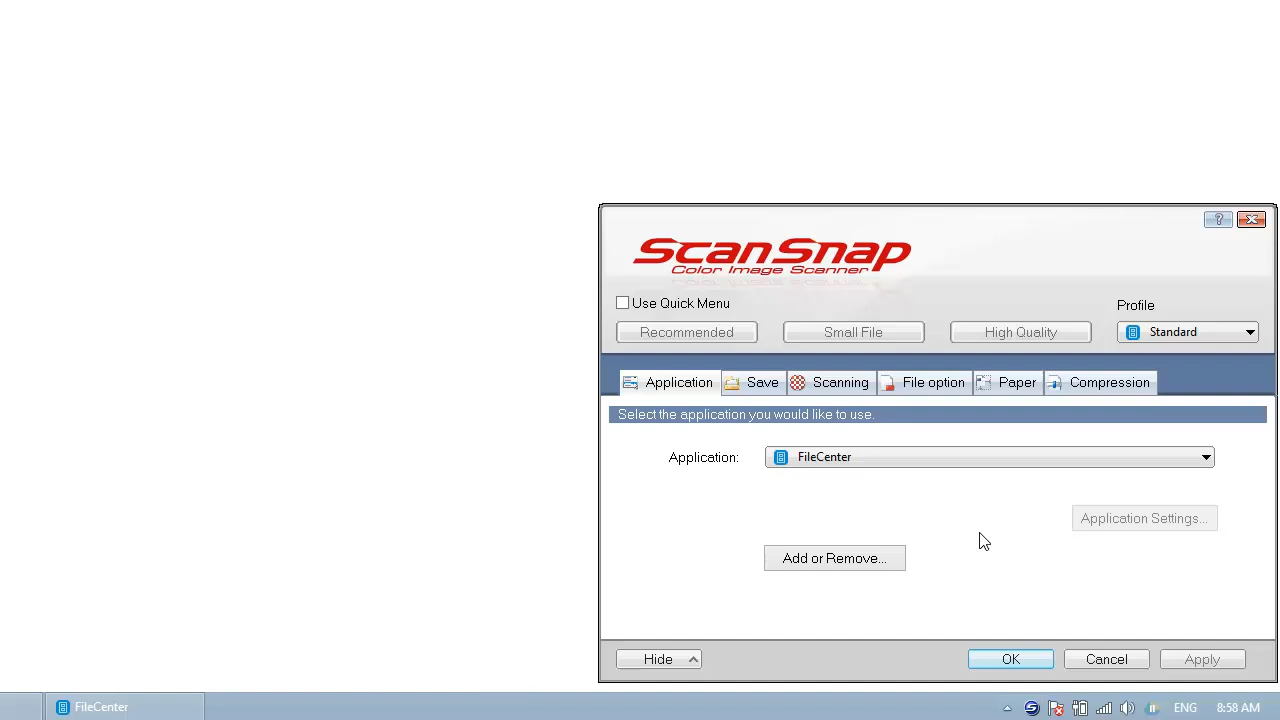 ?
ScanSnap
Color Image Scanner
Use Quick Menu
Profile
Recommended Small File High Quality Standard
Application Save Scanning File option Paper Compression
Select the application you would like to use.
Application: FileCenter
Application Settings...
Add or Remove...
Hide OK Cancel Apply
FileCenter ENG 8:58 AM